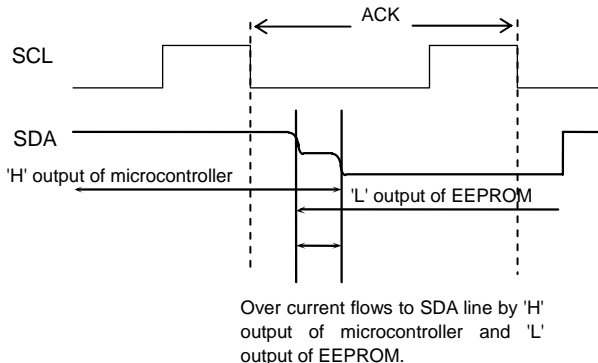 ACK
SCL
SDA
'H' output of microcontroller
'L' output of EEPROM
Over current flows to SDA line by 'H'
output of microcontroller and 'L'
output of EEPROM.